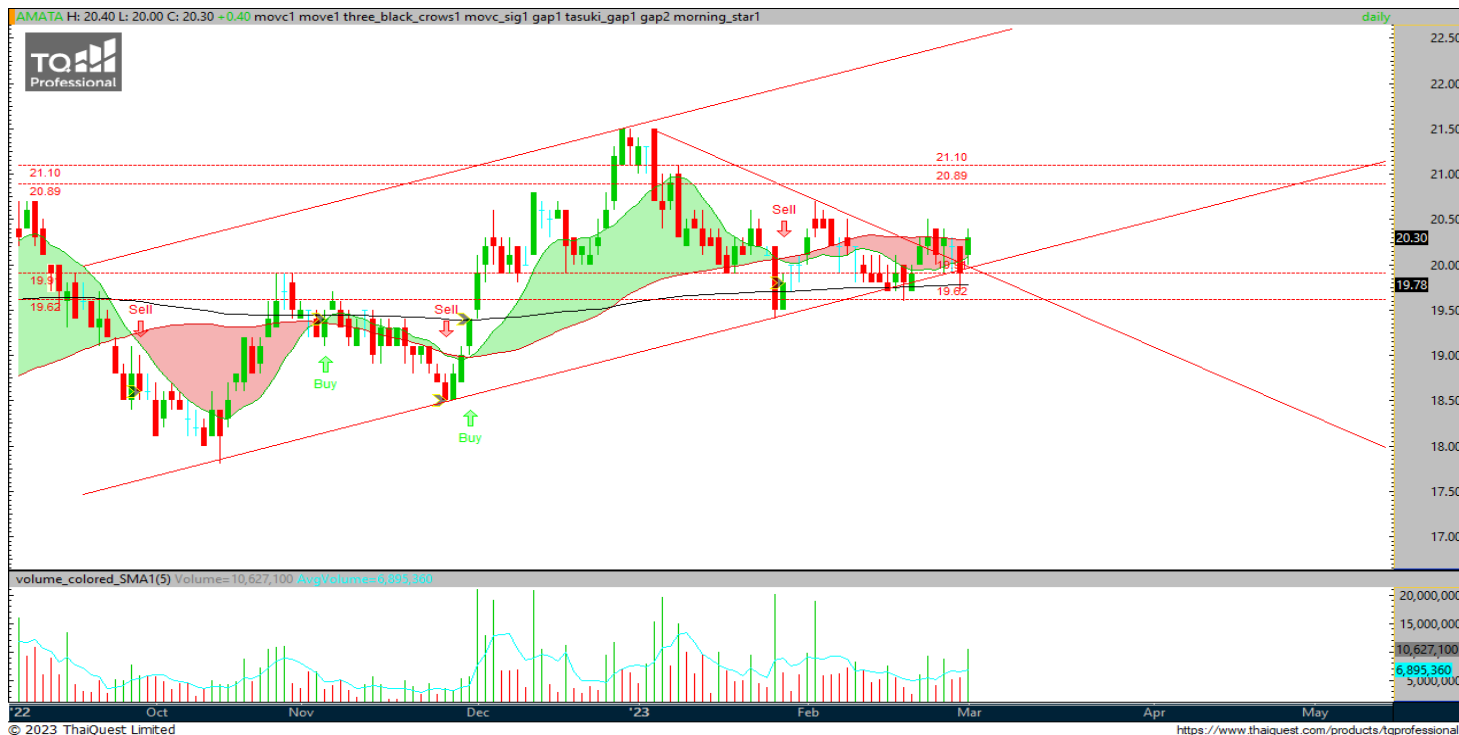 AMATA H: 20.40 L: 20.00 C: 20.30 +0.40 movc1 move1 three_black_crows1 movc_sig1 gap1 tasuki_gap1 gap2 morning_star1 daily
TQ Professional
22.50
22.00
21.50
21.10
21.10
20.89
20.89
21.00
Sell
20.50
20.30
20.00
19.91
19.91
19.78
19.62
19.62
Sell
Sell
19.50
19.00
Buy
18.50
Buy
18.00
17.50
17.00
volume_colored_SMA1(5) Volume=10,627,100 AvgVolume=6,895,360
20,000,000
15,000,000
10,627,100
6,895,360
5,000,000
'22 Oct Nov Dec '23 Feb Mar Apr May
© 2023 ThaiQuest Limited https://www.thaiquest.com/products/tqprofessional